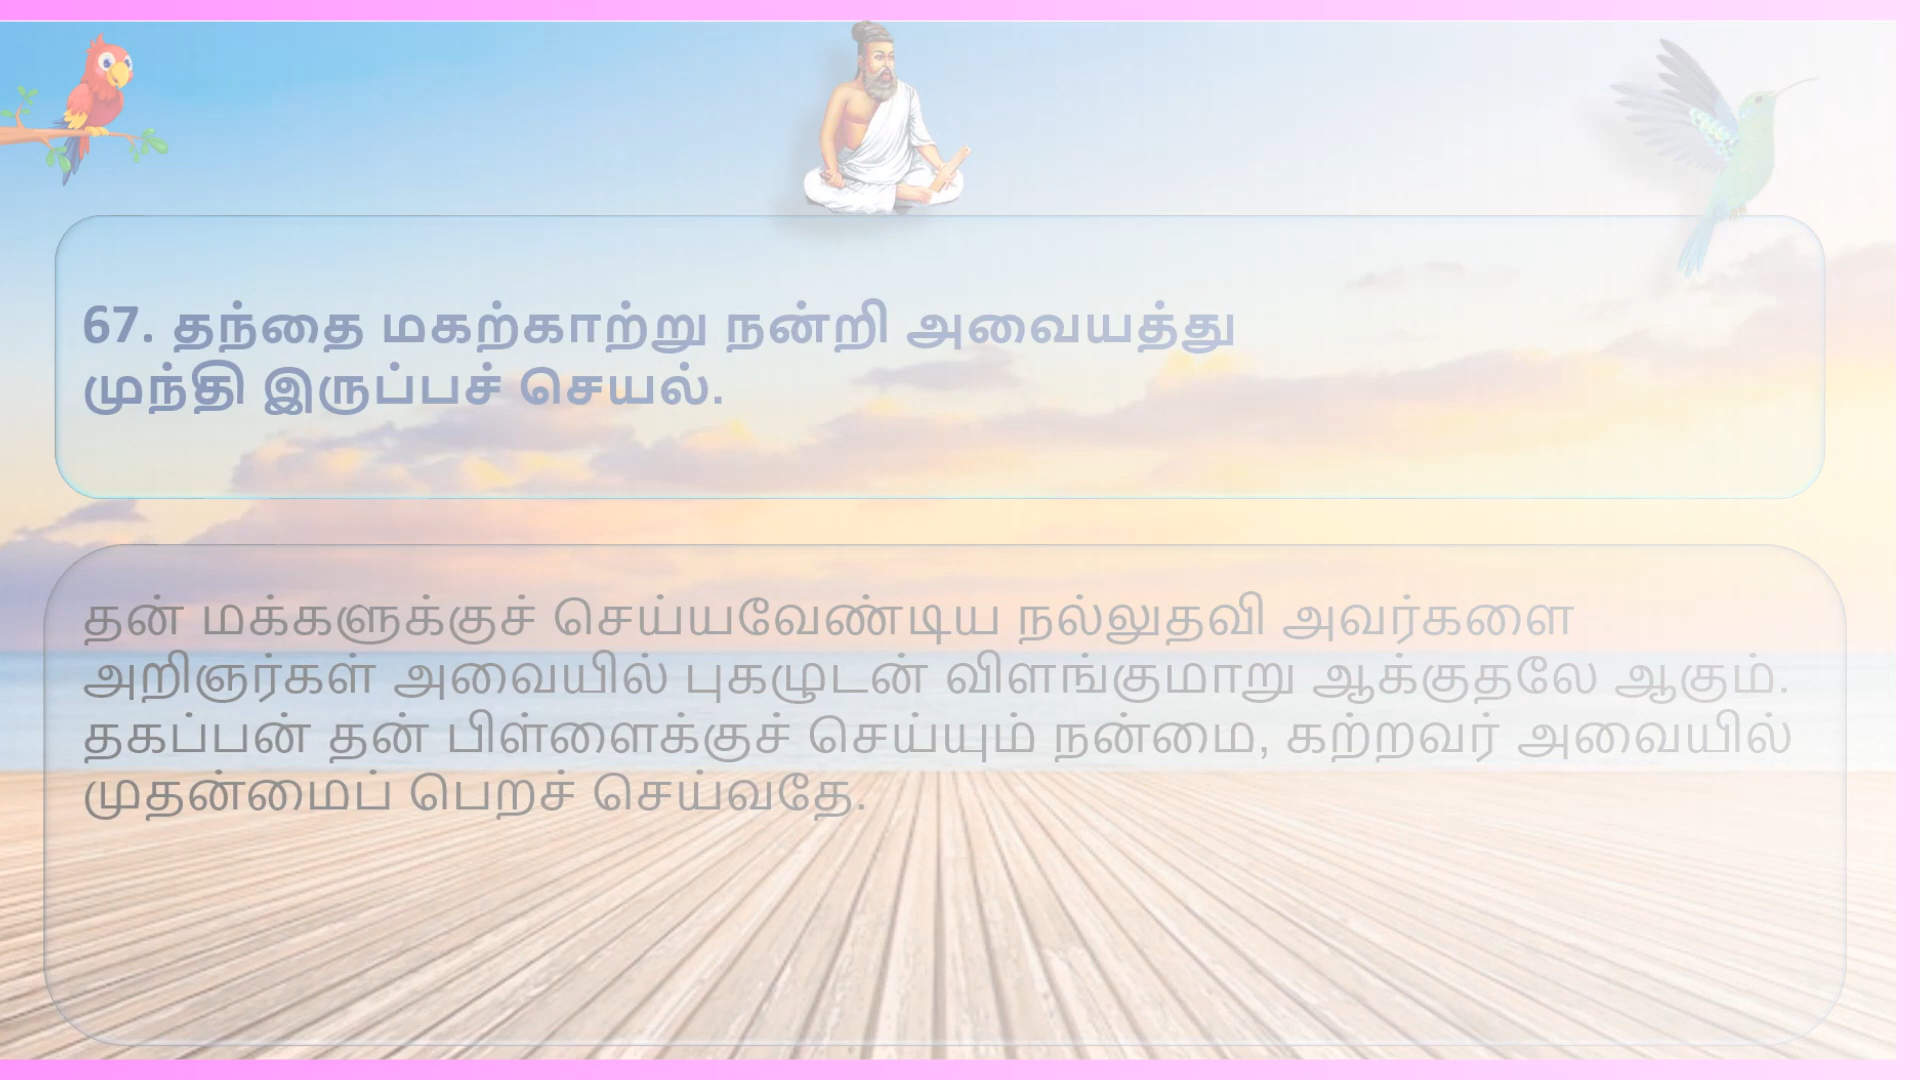 67. தந்தை மகற்காற்று நன்றி அவையத்து
முந்தி இருப்பச் செயல்.
தன் மக்களுக்குச் செய்யவேண்டிய நல்லுதவி அவர்களை
அறிஞர்கள் அவையில் புகழுடன் விளங்குமாறு ஆக்குதலே ஆகும்.
தகப்பன் தன் பிள்ளைக்குச் செய்யும் நன்மை, கற்றவர் அவையில்
முதன்மைப் பெறச் செய்வதே.